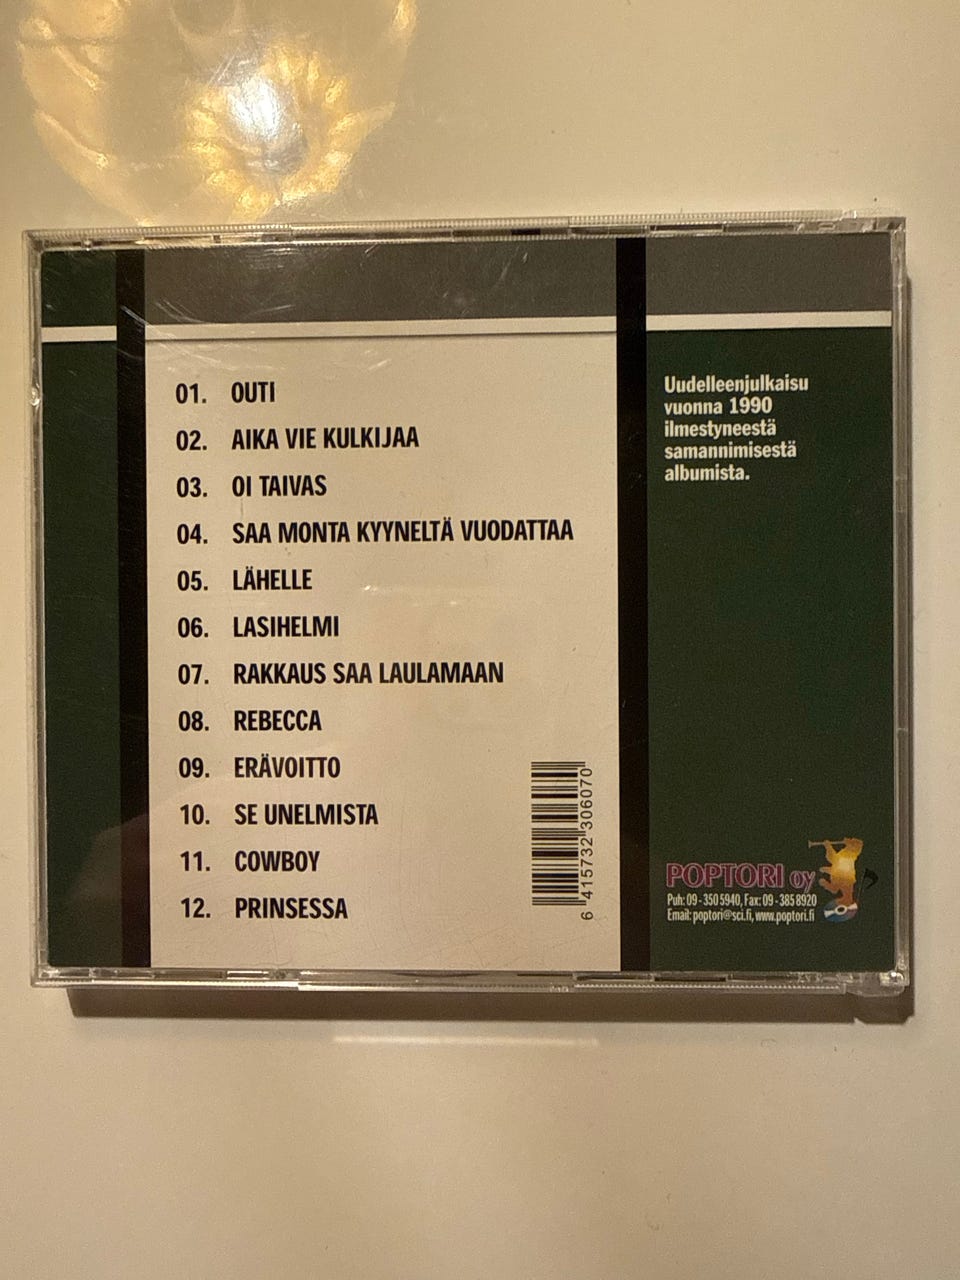 01. OUTI
02. AIKA VIE KULKIJAA
03. OI TAIVAS
04. SAA MONTA KYYNELTÄ VUODATTAA
05. LÄHELLE
06. LASIHELMI
07. RAKKAUS SAA LAULAMAAN
08. REBECCA
09. ERÄVOITTO
10. SE UNELMISTA
11. COWBOY
12. PRINSESSA
6 415732 306070
Uudelleenjulkaisu
vuonna 1990
ilmestyneestä
samannimisestä
albumista.
POPTORI oy
Puh: 09 - 350 5940, Fax: 09 - 385 8920
Email: poptori@sci.fi, www.poptori.fi